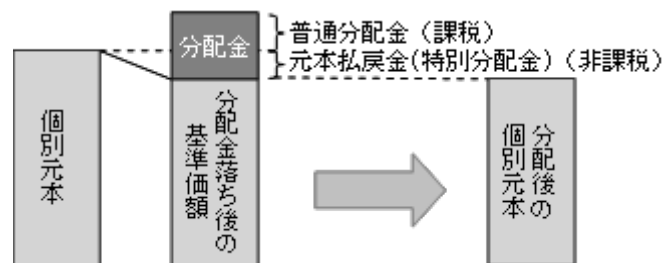 分配金
普通分配金（課税）
元本払戻金(特別分配金)（非課税）
個別元本
分配金落ち後の
基準価額
分配後の
個別元本